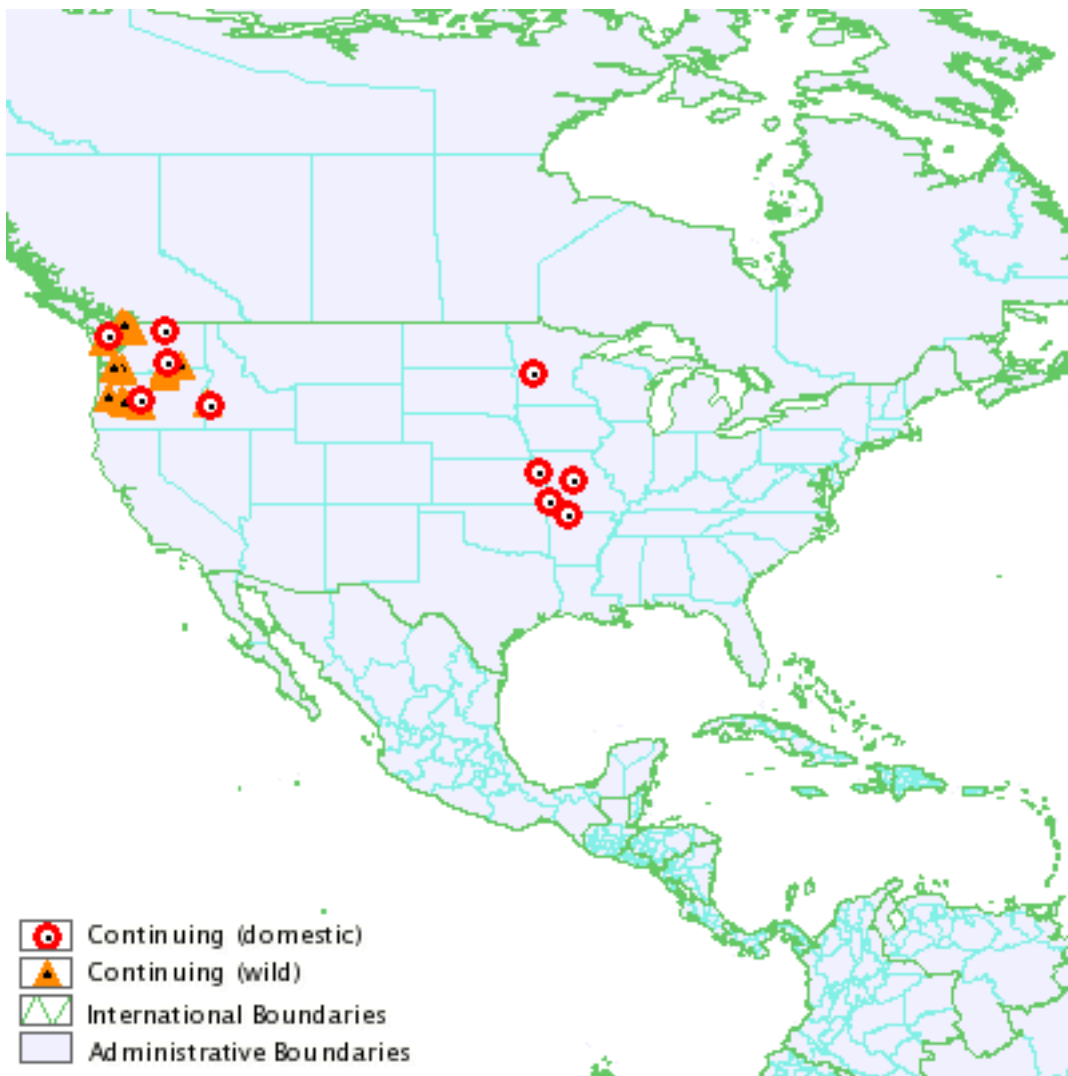 Continuing (domestic)
Continuing (wild)
International Boundaries
Administrative Boundaries